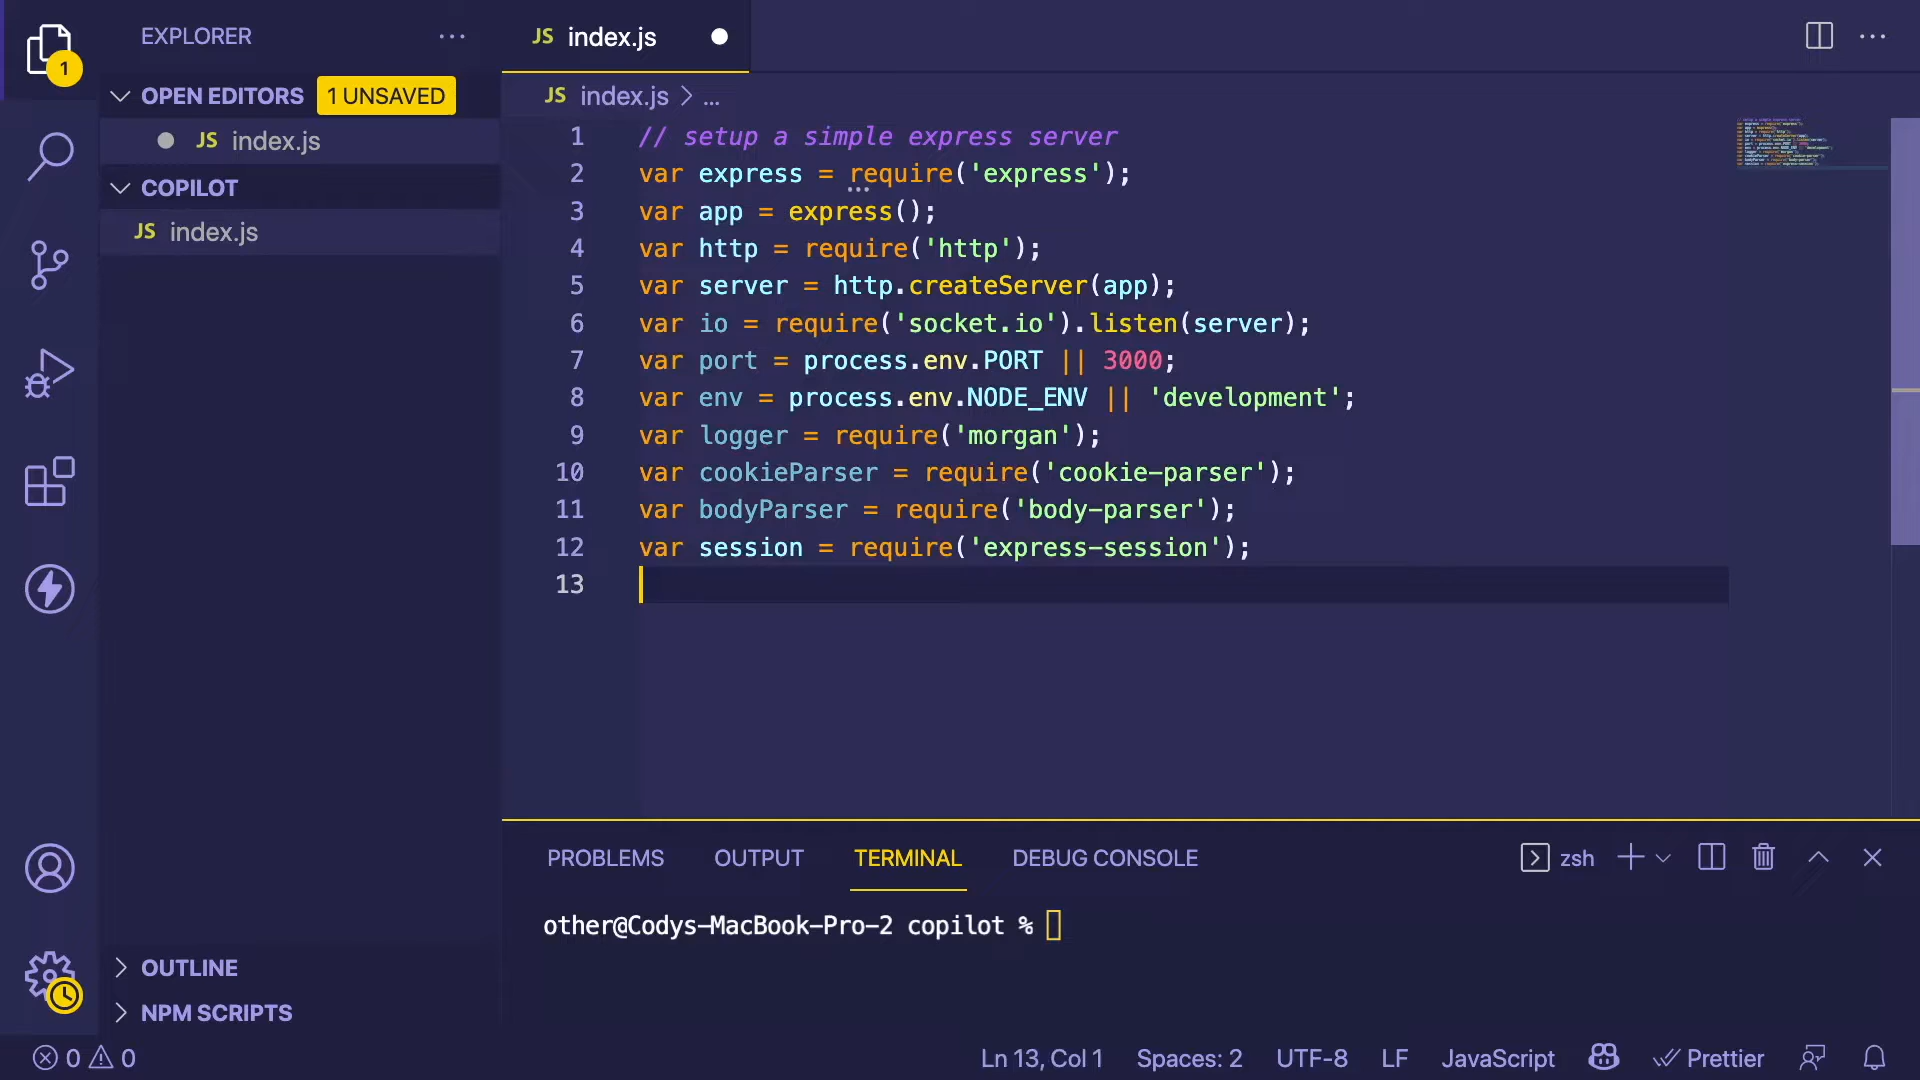 1
EXPLORER ...
OPEN EDITORS 1 UNSAVED
JS index.js
COPILOT
JS index.js
OUTLINE
NPM SCRIPTS
JS index.js
...
JS index.js > ...
1 // setup a simple express server
2 var express = require('express');
3 var app = express();
4 var http = require('http');
5 var server = http.createServer(app);
6 var io = require('socket.io').listen(server);
7 var port = process.env.PORT || 3000;
8 var env = process.env.NODE_ENV || 'development';
9 var logger = require('morgan');
10 var cookieParser = require('cookie-parser');
11 var bodyParser = require('body-parser');
12 var session = require('express-session');
13
PROBLEMS OUTPUT TERMINAL DEBUG CONSOLE zsh
other@Codys-MacBook-Pro-2 copilot %
0 0 Ln 13, Col 1 Spaces: 2 UTF-8 LF JavaScript Prettier